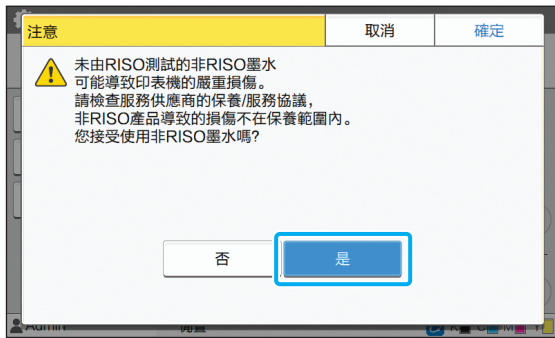 注意
取消
確定
未由RISO測試的非RISO墨水
可能導致印表機的嚴重損傷。
請檢查服務供應商的保養/服務協議，
非RISO產品導致的損傷不在保養範圍內。
您接受使用非RISO墨水嗎?
否
是
Admin
閒置
K C M Y